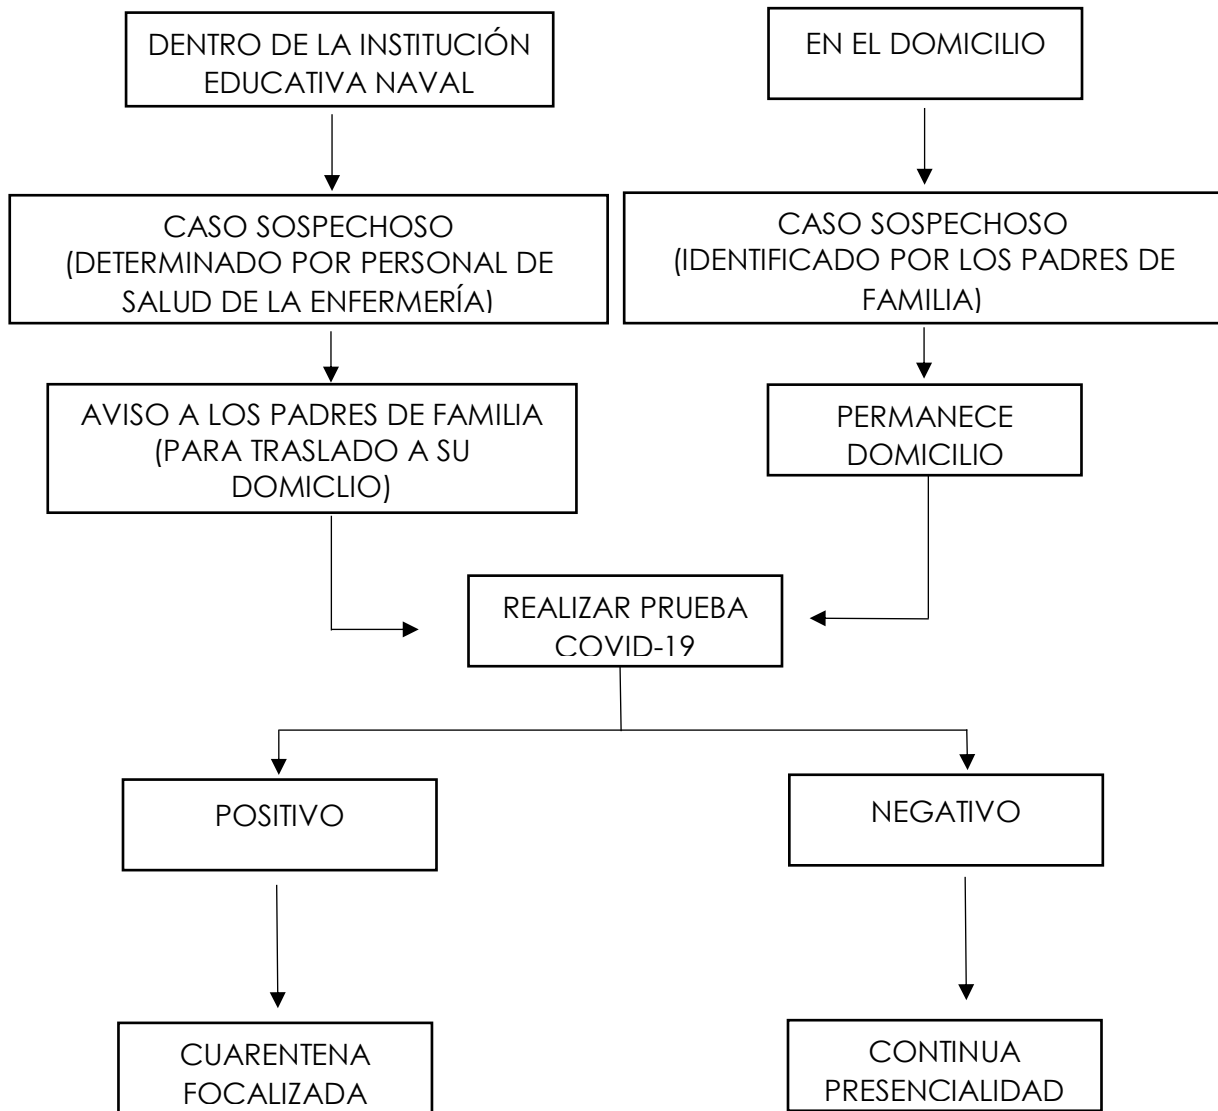 DENTRO DE LA INSTITUCIÓN
EDUCATIVA NAVAL
EN EL DOMICILIO
CASO SOSPECHOSO
(DETERMINADO POR PERSONAL DE
SALUD DE LA ENFERMERÍA)
CASO SOSPECHOSO
(IDENTIFICADO POR LOS PADRES DE
FAMILIA)
AVISO A LOS PADRES DE FAMILIA
(PARA TRASLADO A SU
DOMICLIO)
PERMANECE
DOMICILIO
REALIZAR PRUEBA
COVID-19
POSITIVO
NEGATIVO
CUARENTENA
FOCALIZADA
CONTINUA
PRESENCIALIDAD